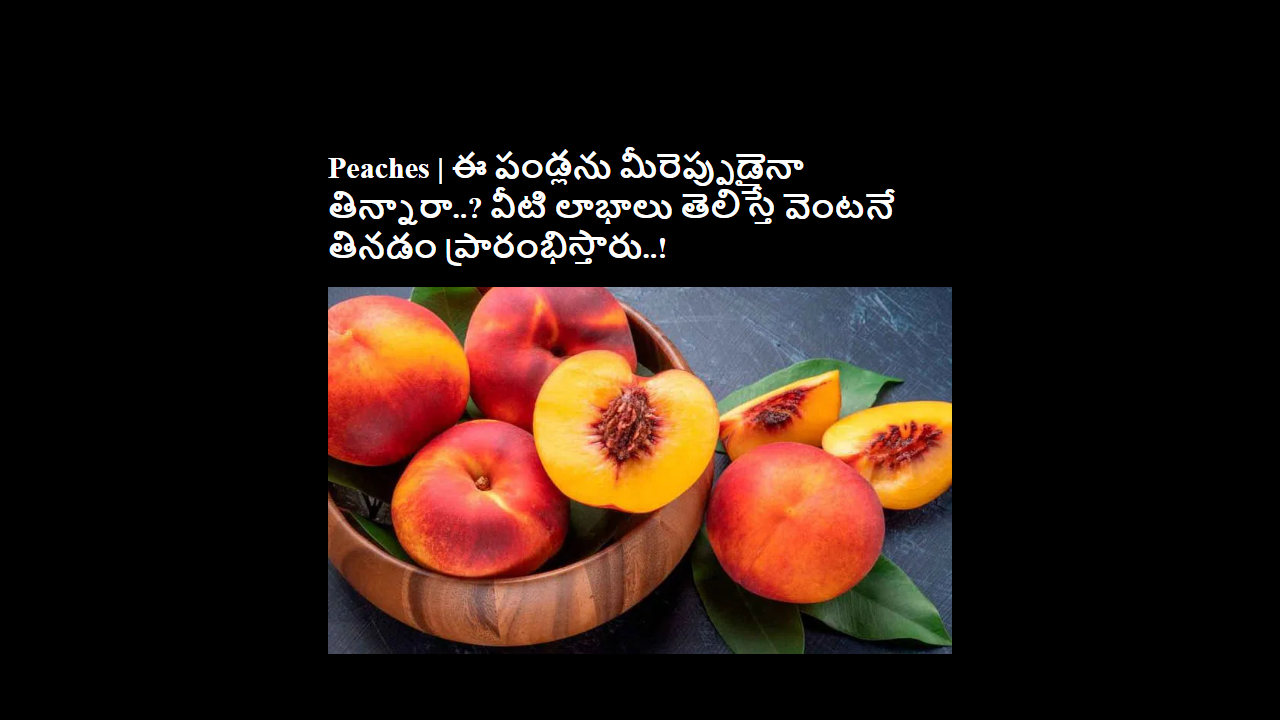 Peaches | ఈ పండ్లను మీరెప్పుడైనా
తిన్నారా..? వీటి లాభాలు తెలిస్తే వెంటనే
తినడం ప్రారంభిస్తారు..!